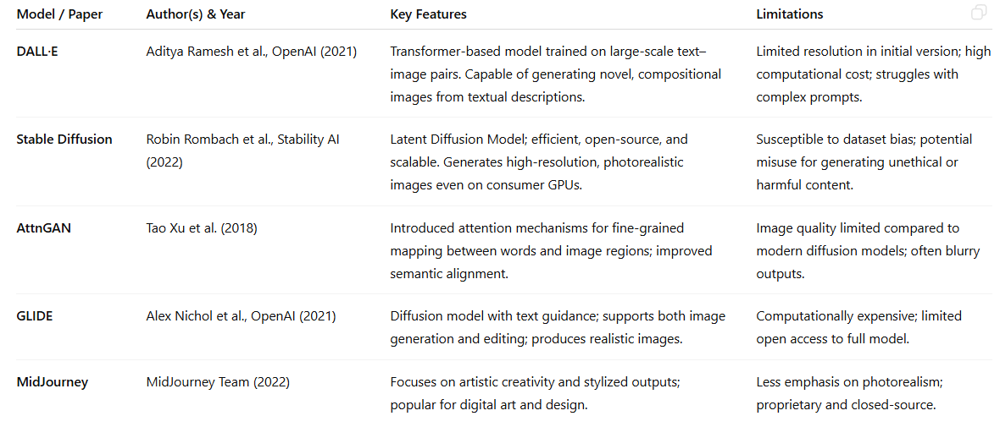 Model / Paper Author(s) & Year Key Features Limitations
DALL·E Aditya Ramesh et al., OpenAI (2021) Transformer-based model trained on large-scale text– Limited resolution in initial version; high
image pairs. Capable of generating novel, compositional computational cost; struggles with
images from textual descriptions. complex prompts.
Stable Diffusion Robin Rombach et al., Stability AI Latent Diffusion Model; efficient, open-source, and Susceptible to dataset bias; potential
(2022) scalable. Generates high-resolution, photorealistic misuse for generating unethical or
images even on consumer GPUs. harmful content.
AttnGAN Tao Xu et al. (2018) Introduced attention mechanisms for fine-grained Image quality limited compared to
mapping between words and image regions; improved modern diffusion models; often blurry
semantic alignment. outputs.
GLIDE Alex Nichol et al., OpenAI (2021) Diffusion model with text guidance; supports both image Computationally expensive; limited
generation and editing; produces realistic images. open access to full model.
MidJourney MidJourney Team (2022) Focuses on artistic creativity and stylized outputs; Less emphasis on photorealism;
popular for digital art and design. proprietary and closed-source.